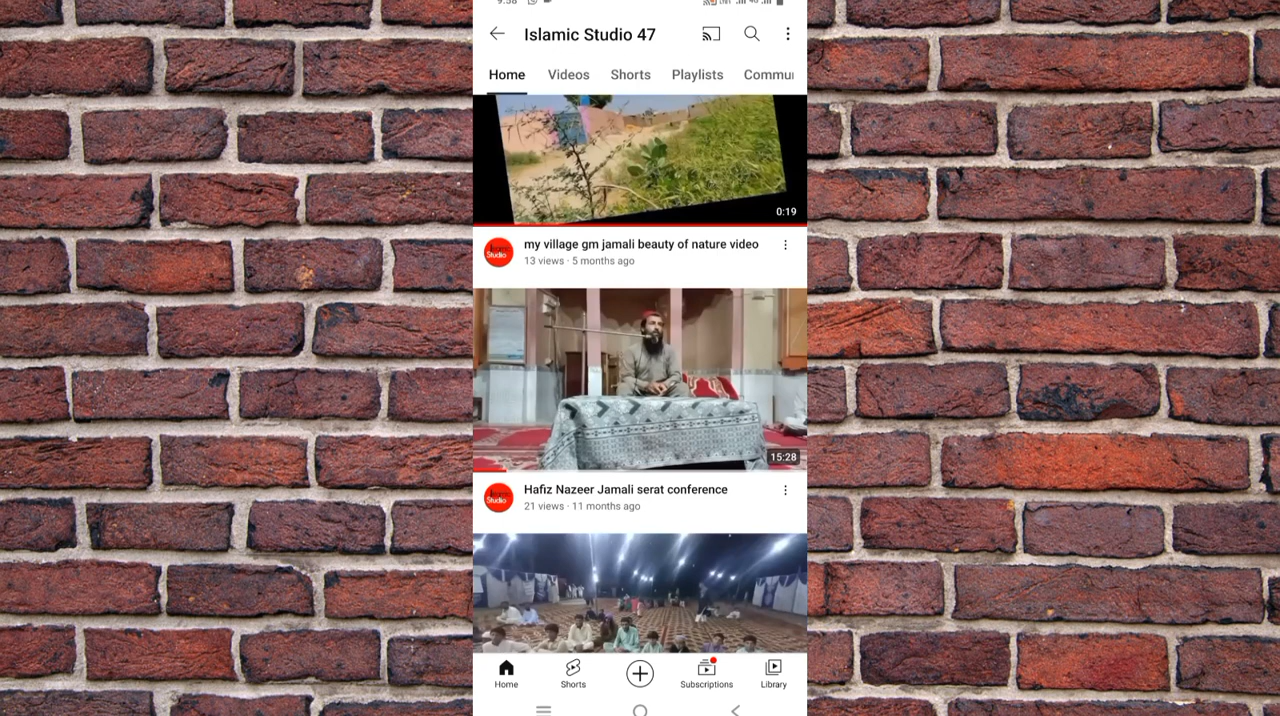 Islamic Studio 47
Home Videos Shorts Playlists Commu
0:19
my village gm jamali beauty of nature video
13 views · 5 months ago
Studio
15:28
Hafiz Nazeer Jamali serat conference
21 views · 11 months ago
Studio
Home Shorts Subscriptions Library